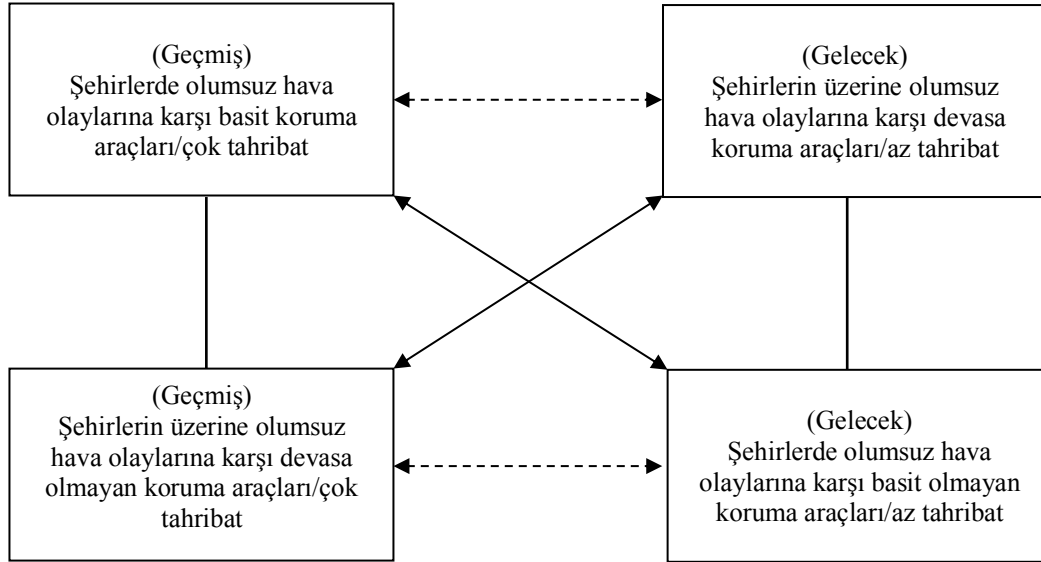 (Geçmiş)
Şehirlerde olumsuz hava
olaylarına karşı basit koruma
araçları/çok tahribat
(Gelecek)
Şehirlerin üzerine olumsuz
hava olaylarına karşı devasa
koruma araçları/az tahribat
(Geçmiş)
Şehirlerin üzerine olumsuz
hava olaylarına karşı devasa
olmayan koruma araçları/çok
tahribat
(Gelecek)
Şehirlerde olumsuz hava
olaylarına karşı basit olmayan
koruma araçları/az tahribat